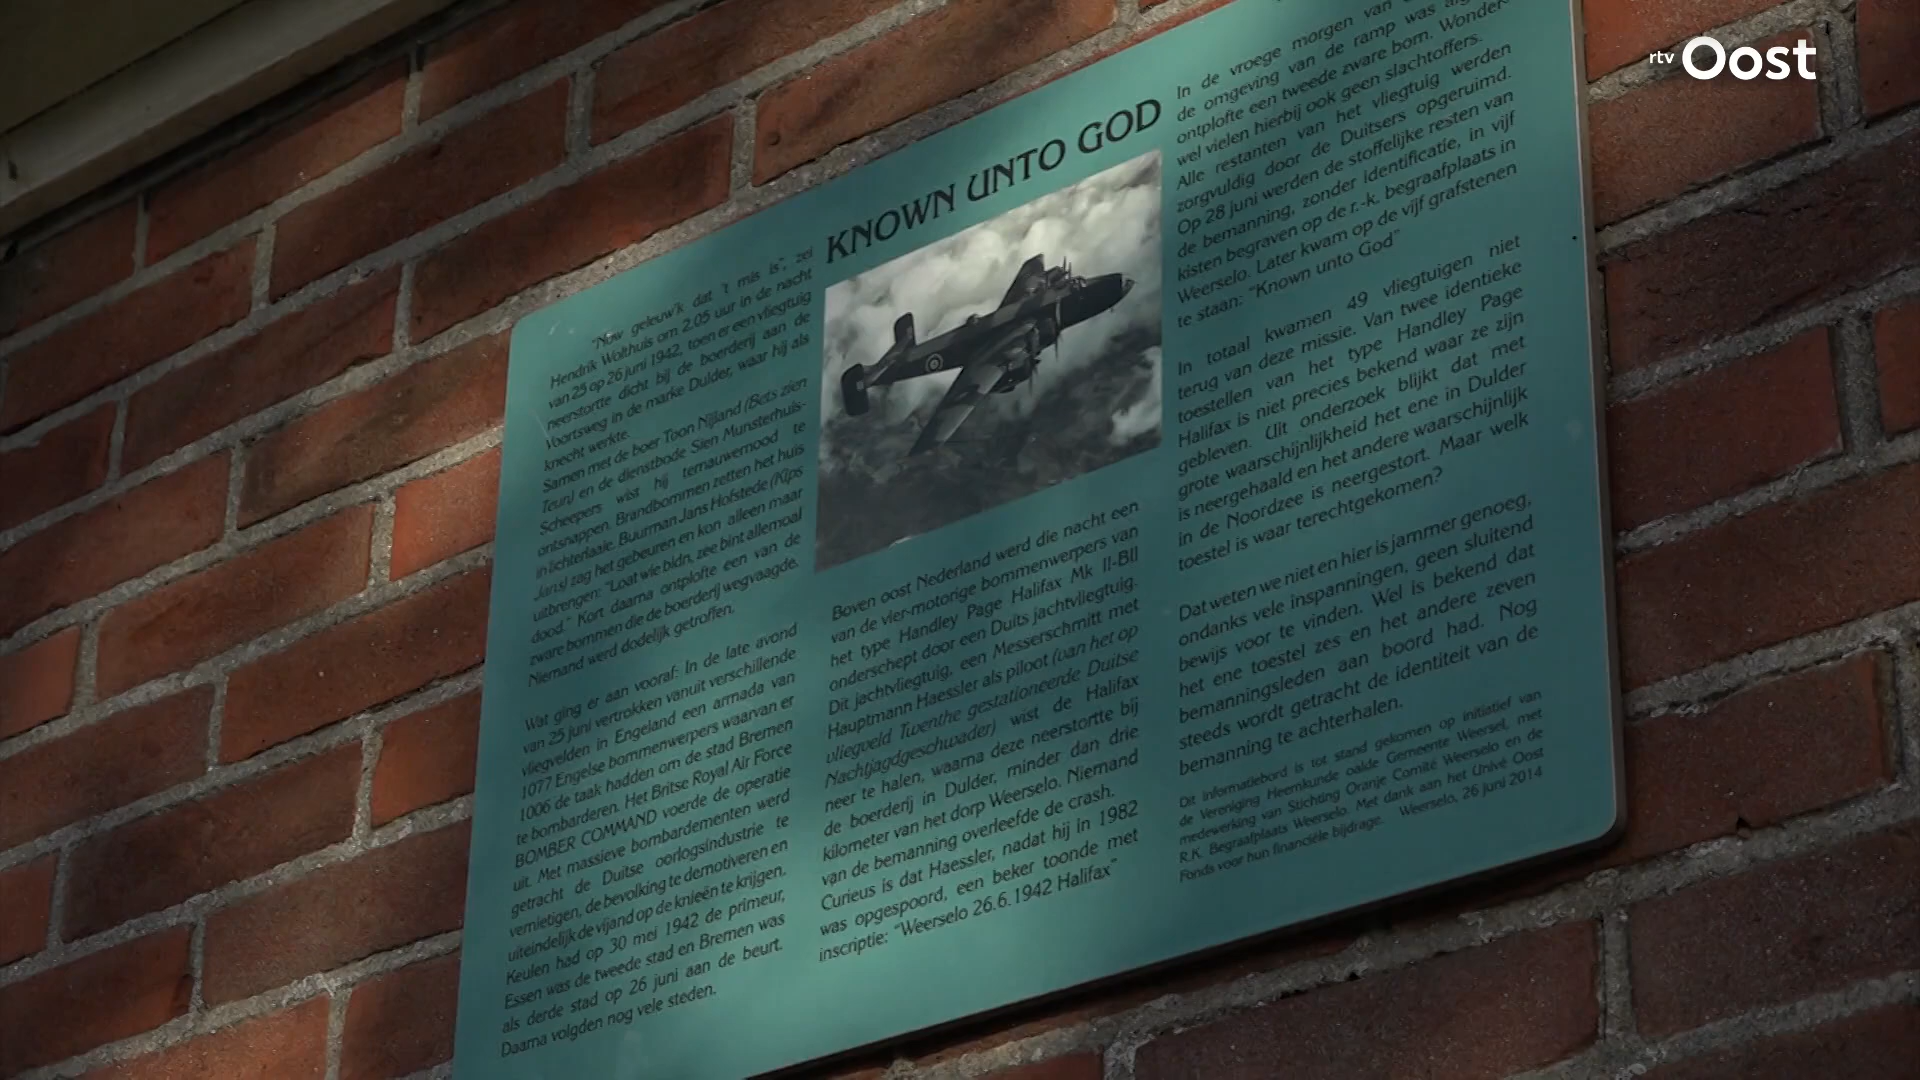 rtv Oost
KNOWN UNTO GOD
"Now geleuw'k dat 't mis is", zei
Hendrik Wolthuis om 2.05 uur in de nacht
van 25 op 26 juni 1942, toen er een vliegtuig
neerstortte dicht bij de boerderij aan de
Voortsweg in de marke Dulder, waar hij als
knecht werkte.
Samen met de boer Toon Nijland (Bets zien
Teun) en de dienstbode Sien Munsterhuis-
Scheepers wist hij ternauwernood te
ontsnappen. Brandbommen zetten het huis
in lichterlaaie. Buurman Jans Hofstede (Kips
Jans) zag het gebeuren en kon alleen maar
uitbrengen: "Loat wie bidn, zee bint allemoal
dood." Kort daarna ontplofte een van de
zware bommen die de boerderij wegvaagde.
Niemand werd dodelijk getroffen.
Wat ging er aan vooraf: In de late avond
van 25 juni vertrokken vanuit verschillende
vliegvelden in Engeland een armada van
1077 Engelse bommenwerpers waarvan er
1006 de taak hadden om de stad Bremen
te bombarderen. Het Britse Royal Air Force
BOMBER COMMAND voerde de operatie
uit. Met massieve bombardementen werd
getracht de Duitse oorlogsindustrie te
vernietigen, de bevolking te demotiveren en
uiteindelijk de vijand op de knieën te krijgen.
Keulen had op 30 mei 1942 de primeur,
Essen was de tweede stad en Bremen was
als derde stad op 26 juni aan de beurt.
Daarna volgden nog vele steden.
Boven oost Nederland werd die nacht een
van de vier-motorige bommenwerpers van
het type Handley Page Halifax Mk II-BII
onderschept door een Duits jachtvliegtuig.
Dit jachtvliegtuig, een Messerschmitt met
Hauptmann Haessler als piloot (van het op
vliegveld Twenthe gestationeerde Duitse
Nachtjagdgeschwader) wist de Halifax
neer te halen, waarna deze neerstortte bij
de boerderij in Dulder, minder dan drie
kilometer van het dorp Weerselo. Niemand
van de bemanning overleefde de crash.
Curieus is dat Haessler, nadat hij in 1982
was opgespoord, een beker toonde met
inscriptie: "Weerselo 26.6.1942 Halifax"
In de vroege morgen van
de omgeving van de ramp was
ontplofte een tweede zware bom. Wonder-
wel vielen hierbij ook geen slachtoffers.
Alle restanten van het vliegtuig werden
zorgvuldig door de Duitsers opgeruimd.
Op 28 juni werden de stoffelijke resten van
de bemanning, zonder identificatie, in vijf
kisten begraven op de r.-k. begraafplaats in
Weerselo. Later kwam op de vijf grafstenen
te staan: "Known unto God"
In totaal kwamen 49 vliegtuigen niet
terug van deze missie. Van twee identieke
toestellen van het type Handley Page
Halifax is niet precies bekend waar ze zijn
gebleven. Uit onderzoek blijkt dat met
grote waarschijnlijkheid het ene in Dulder
is neergehaald en het andere waarschijnlijk
in de Noordzee is neergestort. Maar welk
toestel is waar terechtgekomen?
Dat weten we niet en hier is jammer genoeg,
ondanks vele inspanningen, geen sluitend
bewijs voor te vinden. Wel is bekend dat
het ene toestel zes en het andere zeven
bemanningsleden aan boord had. Nog
steeds wordt getracht de identiteit van de
bemanning te achterhalen.
Dit informatiebord is tot stand gekomen op initiatief van
de Vereniging Heemkunde oalde Gemeente Weersel, met
medewerking van Stichting Oranje Comité Weerselo en de
R.K. Begraafplaats Weerselo. Met dank aan het Univé Oost
Fonds voor hun financiële bijdrage. Weerselo, 26 juni 2014